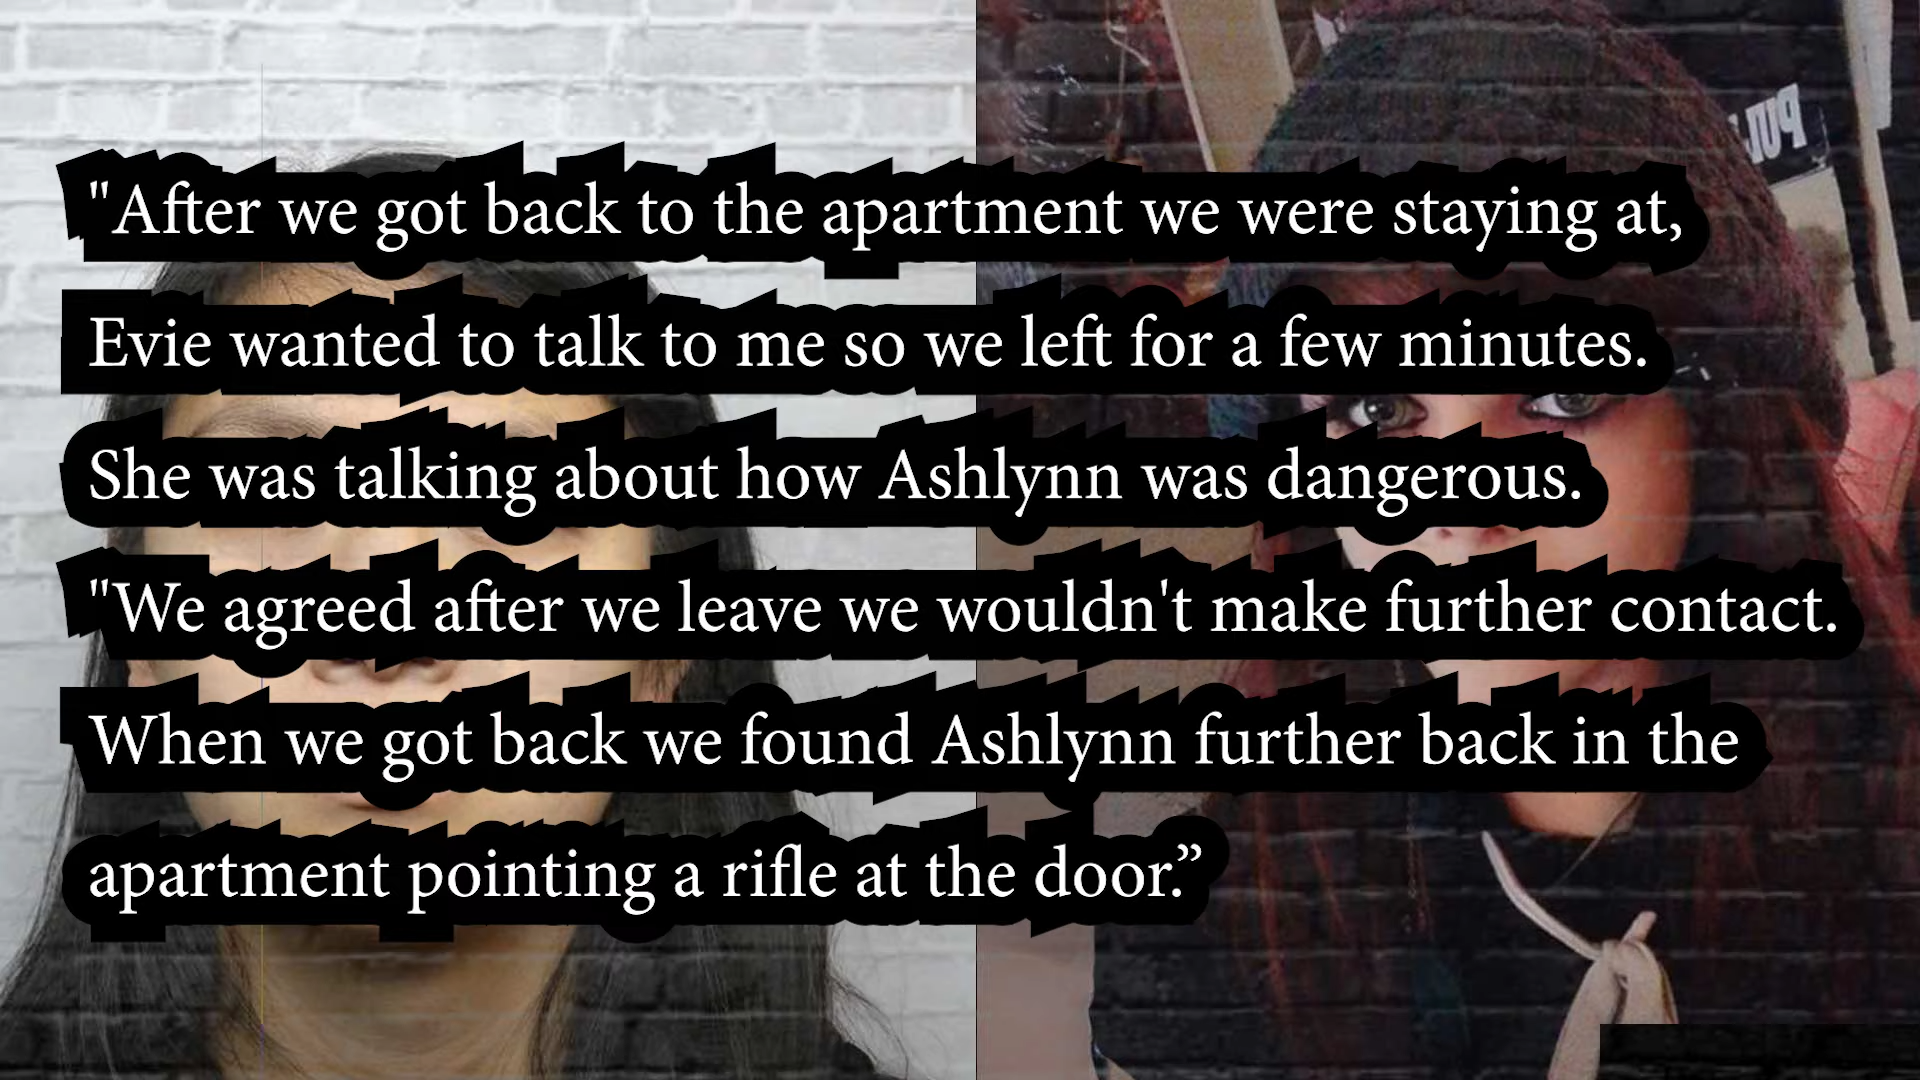 "After we got back to the apartment we were staying at,
Evie wanted to talk to me so we left for a few minutes.
She was talking about how Ashlynn was dangerous.
"We agreed after we leave we wouldn't make further contact.
When we got back we found Ashlynn further back in the
apartment pointing a rifle at the door.”